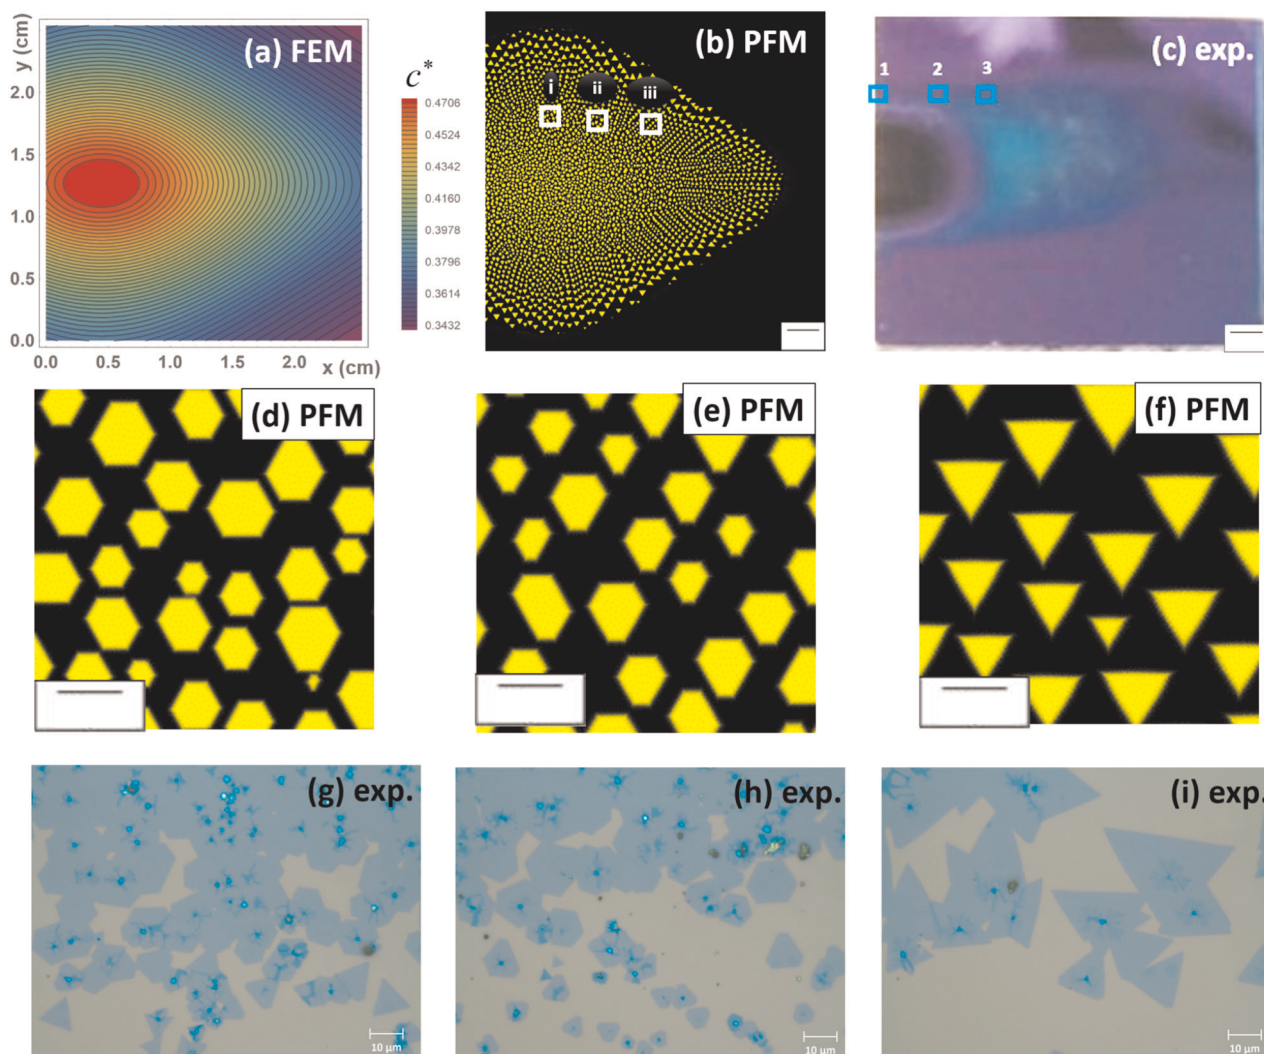 (a) FEM
y (cm)
2.0
1.5
1.0
0.5
0.0
0.0 0.5 1.0 1.5 2.0 x (cm)
c*
0.4706
0.4524
0.4342
0.4160
0.3978
0.3796
0.3614
0.3432
(b) PFM
i ii iii
(c) exp.
1 2 3
(d) PFM
(e) PFM
(f) PFM
(g) exp.
10 µm
(h) exp.
10 µm
(i) exp.
10 µm